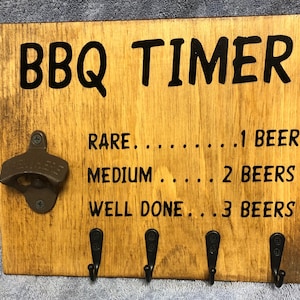 BBQ TIMER
RARE..........1 BEER
MEDIUM ...... 2 BEERS
WELL DONE...3 BEERS